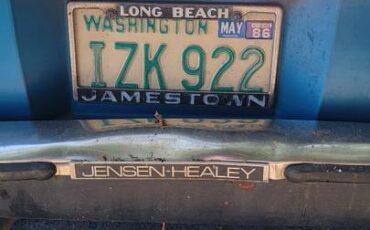 LONG BEACH
WASHINGTON MAY 86
IZK 922
JAMESTOWN
JENSEN-HEALEY